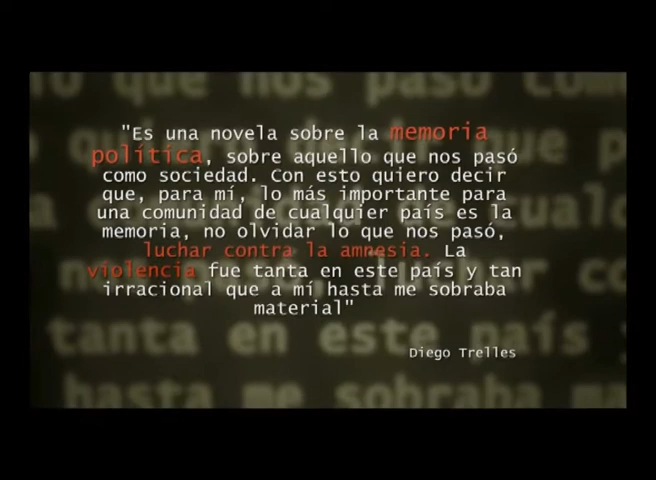 "Es una novela sobre la memoria
política, sobre aquello que nos pasó
como sociedad. Con esto quiero decir
que, para mí, lo más importante para
una comunidad de cualquier país es la
memoria, no olvidar lo que nos pasó,
luchar contra la amnesia. La
violencia fue tanta en este país y tan
irracional que a mí hasta me sobraba
material"
Diego Trelles